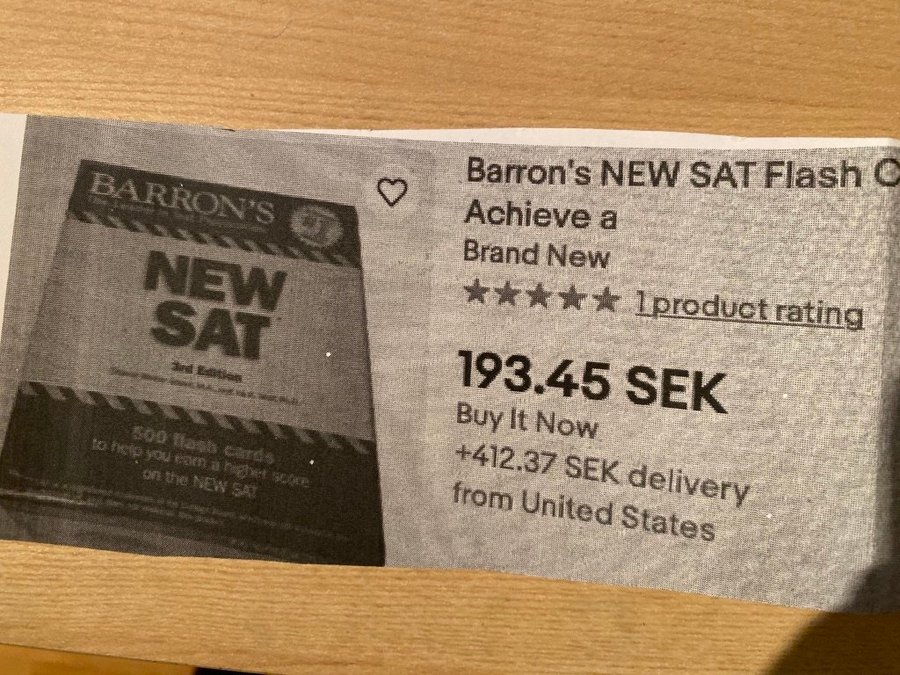 BARRON'S
NEW
SAT
3rd Edition
500 flash cards
to help you earn a higher score
on the NEW SAT
Barron's NEW SAT Flash C
Achieve a
Brand New
1 product rating
193.45 SEK
Buy It Now
+412.37 SEK delivery
from United States